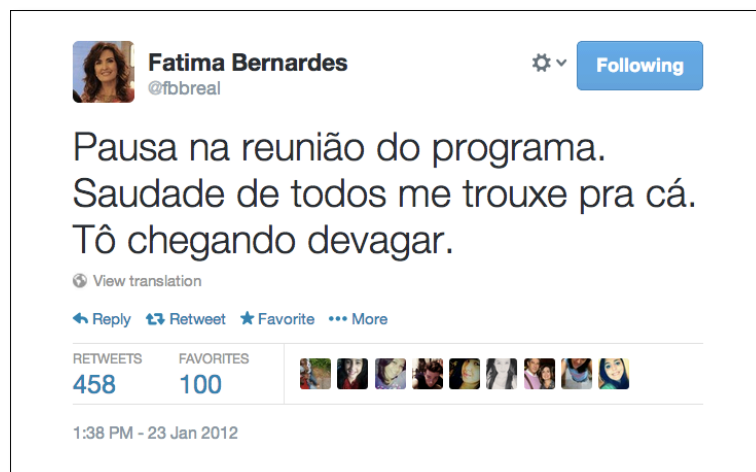 Fatima Bernardes
@fbbreal
Following
Pausa na reunião do programa.
Saudade de todos me trouxe pra cá.
Tô chegando devagar.
View translation
Reply Retweet Favorite More
RETWEETS FAVORITES
458 100
1:38 PM - 23 Jan 2012